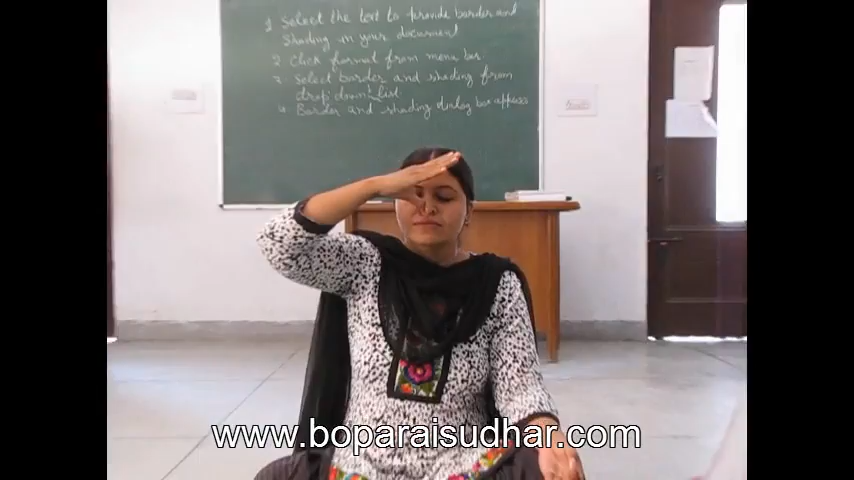 1 Select the text to provide border and
shading in your document
2 Click format from menu bar
3 Select border and shading from
drop down list
4 Border and shading dialog box appears
www.boparaisudhar.com